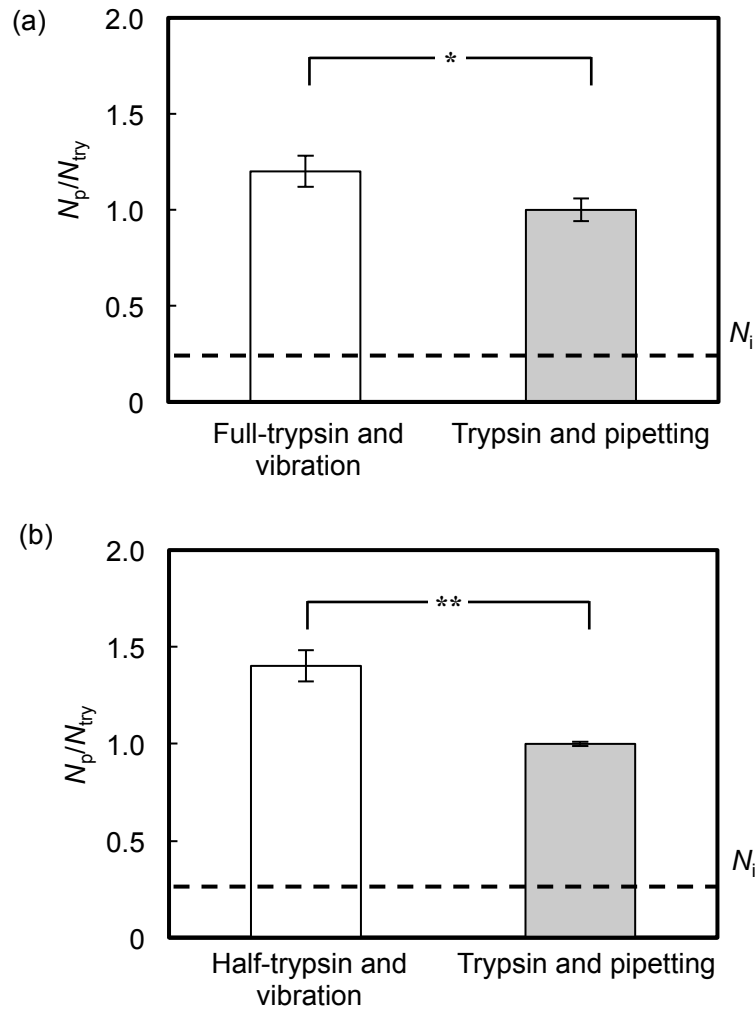 (a)
2.0
1.5
1.0
0.5
0
Np/Ntry
*
Ni
Full-trypsin and
vibration
Trypsin and pipetting
(b)
2.0
1.5
1.0
0.5
0
Np/Ntry
**
Ni
Half-trypsin and
vibration
Trypsin and pipetting